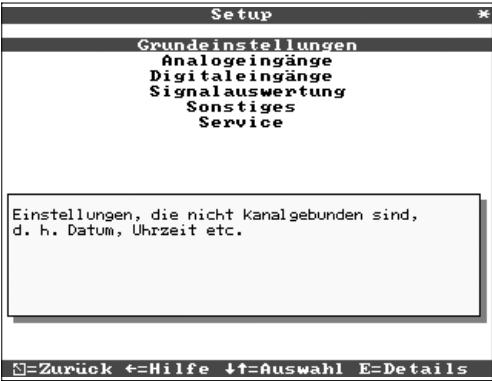 Setup *
Grundeinstellungen
Analogeingänge
Digitaleingänge
Signalauswertung
Sonstiges
Service
Einstellungen, die nicht kanalgebunden sind,
d. h. Datum, Uhrzeit etc.
=Zurück ←=Hilfe ↓↑=Auswahl E=Details